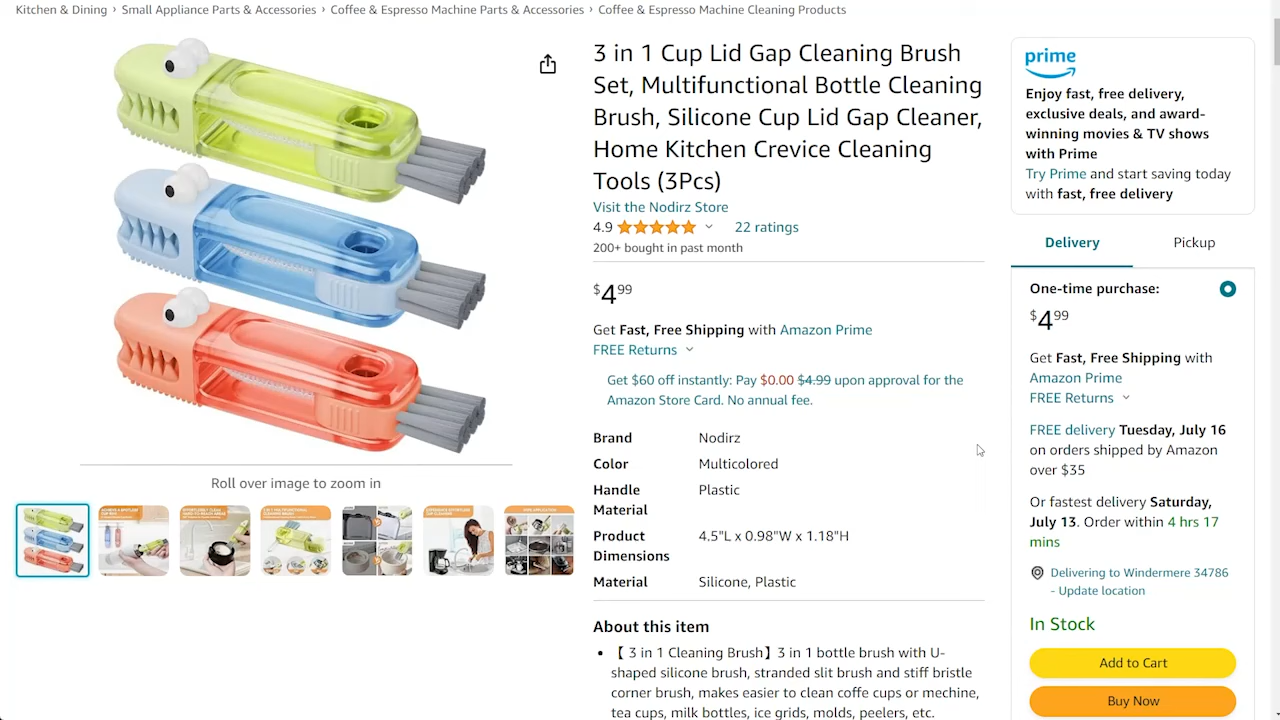 Kitchen & Dining › Small Appliance Parts & Accessories › Coffee & Espresso Machine Parts & Accessories › Coffee & Espresso Machine Cleaning Products
3 in 1 Cup Lid Gap Cleaning Brush
Set, Multifunctional Bottle Cleaning
Brush, Silicone Cup Lid Gap Cleaner,
Home Kitchen Crevice Cleaning
Tools (3Pcs)
Visit the Nodirz Store
4.9 22 ratings
200+ bought in past month
$4.99
Get Fast, Free Shipping with Amazon Prime
FREE Returns
Get $60 off instantly: Pay $0.00 $4.99 upon approval for the
Amazon Store Card. No annual fee.
Brand Nodirz
Color Multicolored
Handle Plastic
Material
Product 4.5"L x 0.98"W x 1.18"H
Dimensions
Material Silicone, Plastic
About this item
• 【 3 in 1 Cleaning Brush】3 in 1 bottle brush with U-
shaped silicone brush, stranded slit brush and stiff bristle
corner brush, makes easier to clean coffe cups or mechine,
tea cups, milk bottles, ice grids, molds, peelers, etc.
Roll over image to zoom in
prime
Enjoy fast, free delivery,
exclusive deals, and award-
winning movies & TV shows
with Prime
Try Prime and start saving today
with fast, free delivery
Delivery Pickup
One-time purchase:
$4.99
Get Fast, Free Shipping with
Amazon Prime
FREE Returns
FREE delivery Tuesday, July 16
on orders shipped by Amazon
over $35
Or fastest delivery Saturday,
July 13. Order within 4 hrs 17
mins
Delivering to Windermere 34786
- Update location
In Stock
Add to Cart
Buy Now